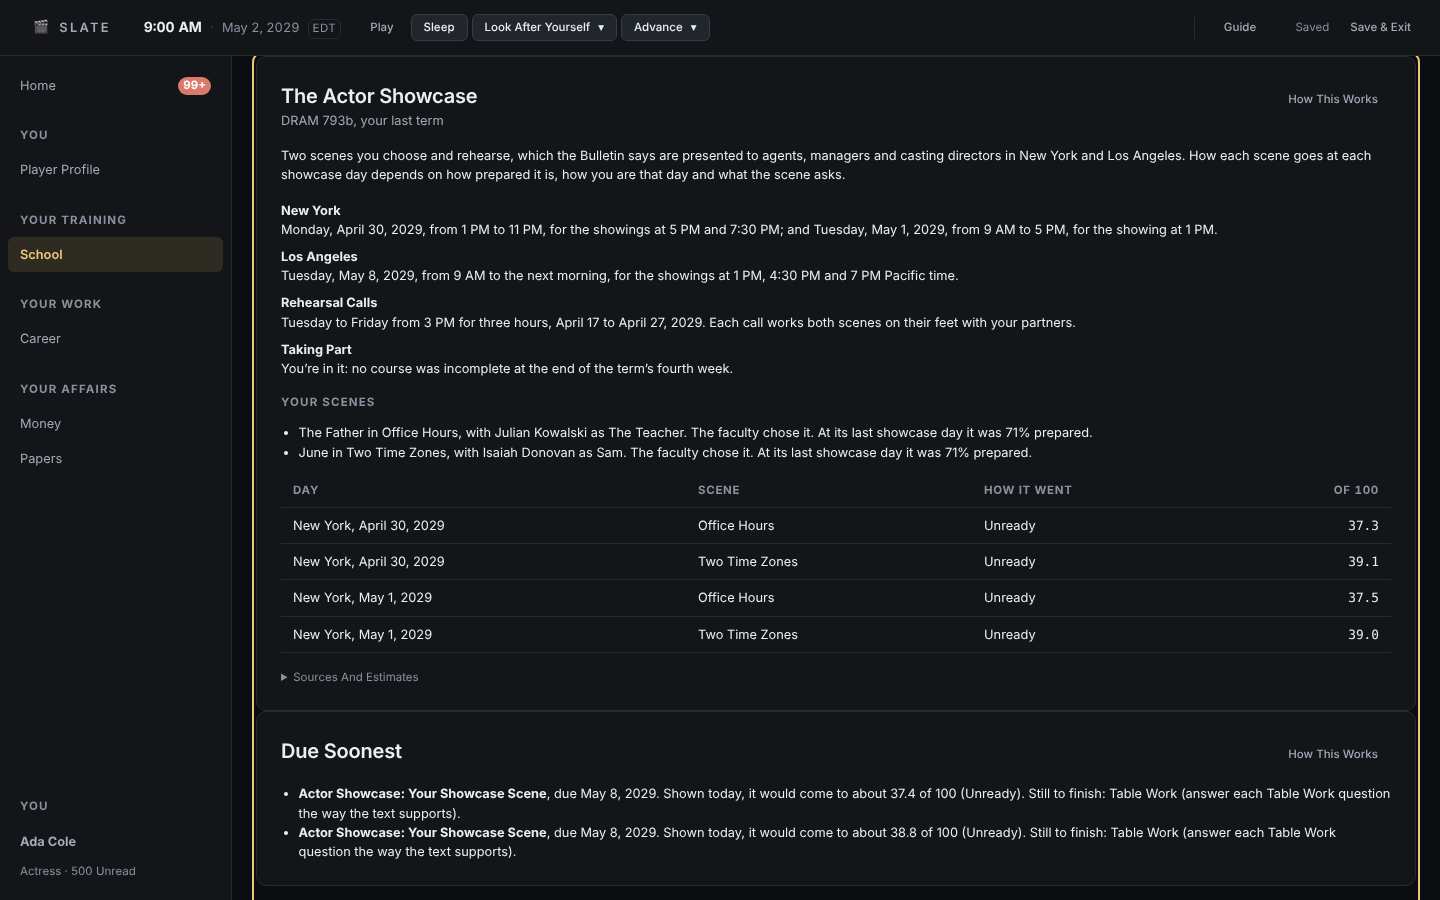 SLATE
9:00 AM · May 2, 2029 EDT
Play
Sleep
Look After Yourself ▾
Advance ▾
Guide
Saved
Save & Exit
Home
99+
YOU
Player Profile
YOUR TRAINING
School
YOUR WORK
Career
YOUR AFFAIRS
Money
Papers
YOU
Ada Cole
Actress · 500 Unread
The Actor Showcase
How This Works
DRAM 793b, your last term
Two scenes you choose and rehearse, which the Bulletin says are presented to agents, managers and casting directors in New York and Los Angeles. How each scene goes at each
showcase day depends on how prepared it is, how you are that day and what the scene asks.
New York
Monday, April 30, 2029, from 1 PM to 11 PM, for the showings at 5 PM and 7:30 PM; and Tuesday, May 1, 2029, from 9 AM to 5 PM, for the showing at 1 PM.
Los Angeles
Tuesday, May 8, 2029, from 9 AM to the next morning, for the showings at 1 PM, 4:30 PM and 7 PM Pacific time.
Rehearsal Calls
Tuesday to Friday from 3 PM for three hours, April 17 to April 27, 2029. Each call works both scenes on their feet with your partners.
Taking Part
You’re in it: no course was incomplete at the end of the term’s fourth week.
YOUR SCENES
• The Father in Office Hours, with Julian Kowalski as The Teacher. The faculty chose it. At its last showcase day it was 71% prepared.
• June in Two Time Zones, with Isaiah Donovan as Sam. The faculty chose it. At its last showcase day it was 71% prepared.
DAY SCENE HOW IT WENT OF 100
New York, April 30, 2029 Office Hours Unready 37.3
New York, April 30, 2029 Two Time Zones Unready 39.1
New York, May 1, 2029 Office Hours Unready 37.5
New York, May 1, 2029 Two Time Zones Unready 39.0
▶ Sources And Estimates
Due Soonest
How This Works
• Actor Showcase: Your Showcase Scene, due May 8, 2029. Shown today, it would come to about 37.4 of 100 (Unready). Still to finish: Table Work (answer each Table Work question
the way the text supports).
• Actor Showcase: Your Showcase Scene, due May 8, 2029. Shown today, it would come to about 38.8 of 100 (Unready). Still to finish: Table Work (answer each Table Work
question the way the text supports).